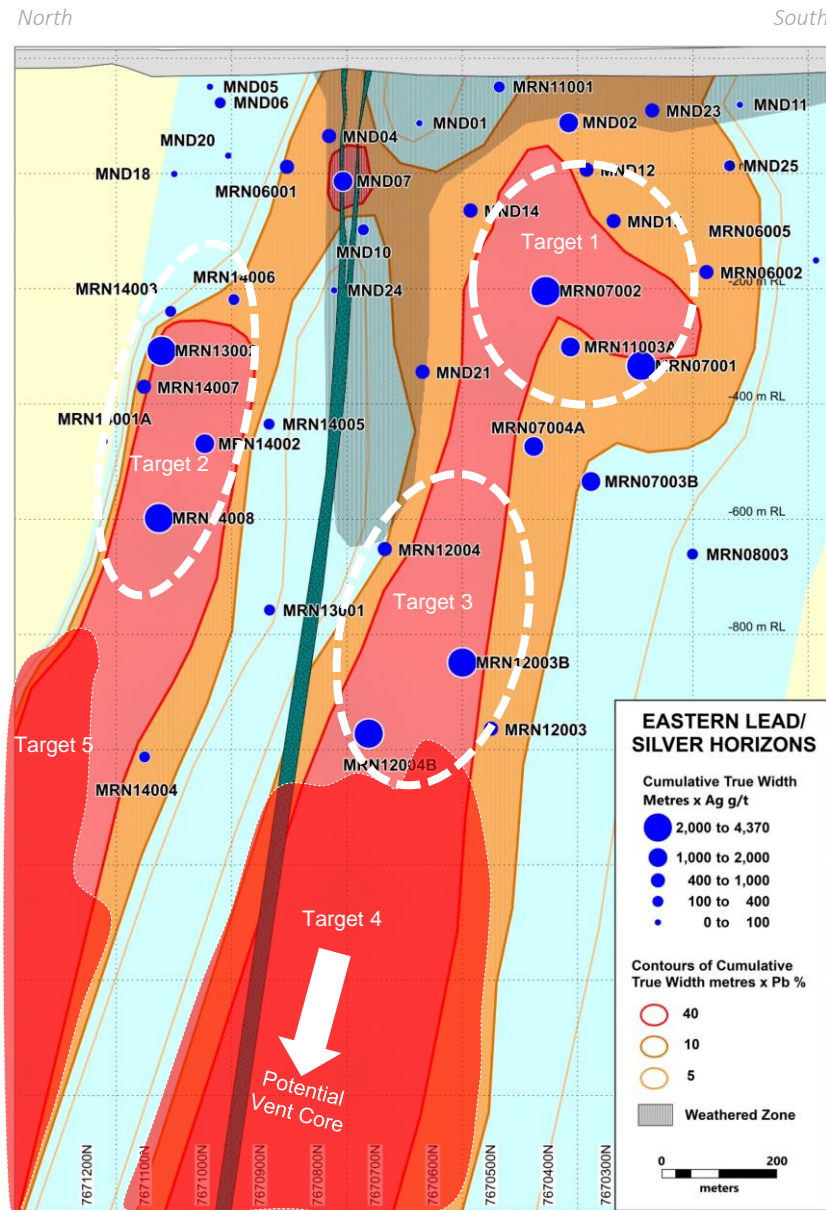 North
South
MND05
MND06
MRN11001
MND11
MND23
MND01
MND02
MND04
MND20
MND18
MRN06001
MND07
MND12
MND25
MND14
MRN06005
MND10
Target 1
MRN06002
MRN14006
MRN14003
MND24
MRN07002
-200 m RL
MRN13002
MRN11003A
MRN07001
MND21
MRN14007
-400 m RL
MRN14005
MRN07004A
MRN14002
Target 2
MRN07003B
MRN14008
-600 m RL
MRN12004
MRN08003
Target 3
MRN13001
-800 m RL
MRN12003B
Target 5
MRN12003
MRN12004B
MRN14004
Target 4
Potential
Vent Core
7671200N
7671100N
7671000N
7670900N
7670800N
7670700N
7670600N
7670500N
7670400N
7670300N
EASTERN LEAD/
SILVER HORIZONS
Cumulative True Width
Metres x Ag g/t
2,000 to 4,370
1,000 to 2,000
400 to 1,000
100 to 400
0 to 100
Contours of Cumulative
True Width metres x Pb %
40
10
5
Weathered Zone
0 200
meters